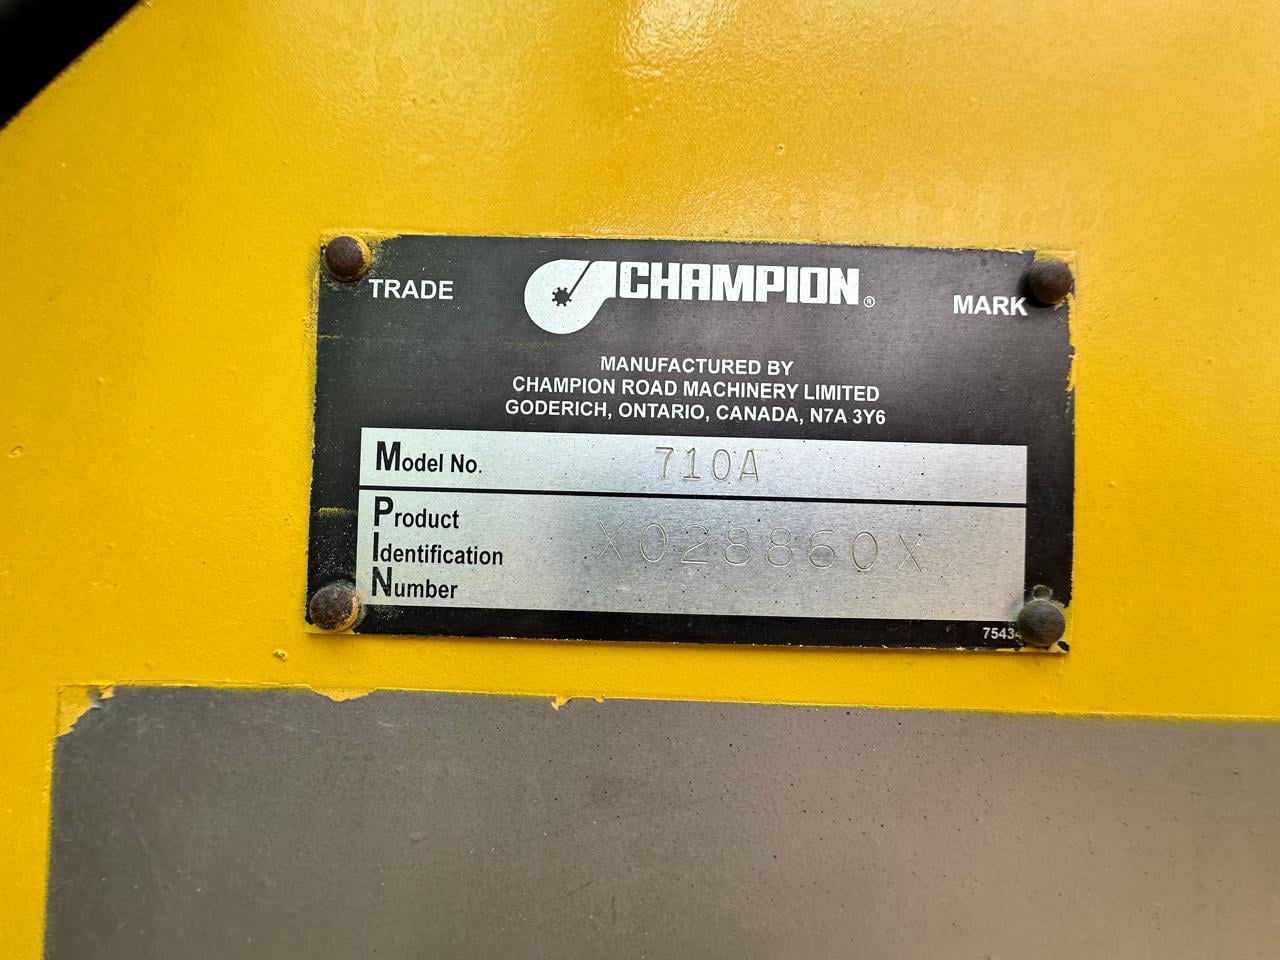 TRADE CHAMPION® MARK
MANUFACTURED BY
CHAMPION ROAD MACHINERY LIMITED
GODERICH, ONTARIO, CANADA, N7A 3Y6
Model No. 710A
Product
Identification X028860X
Number